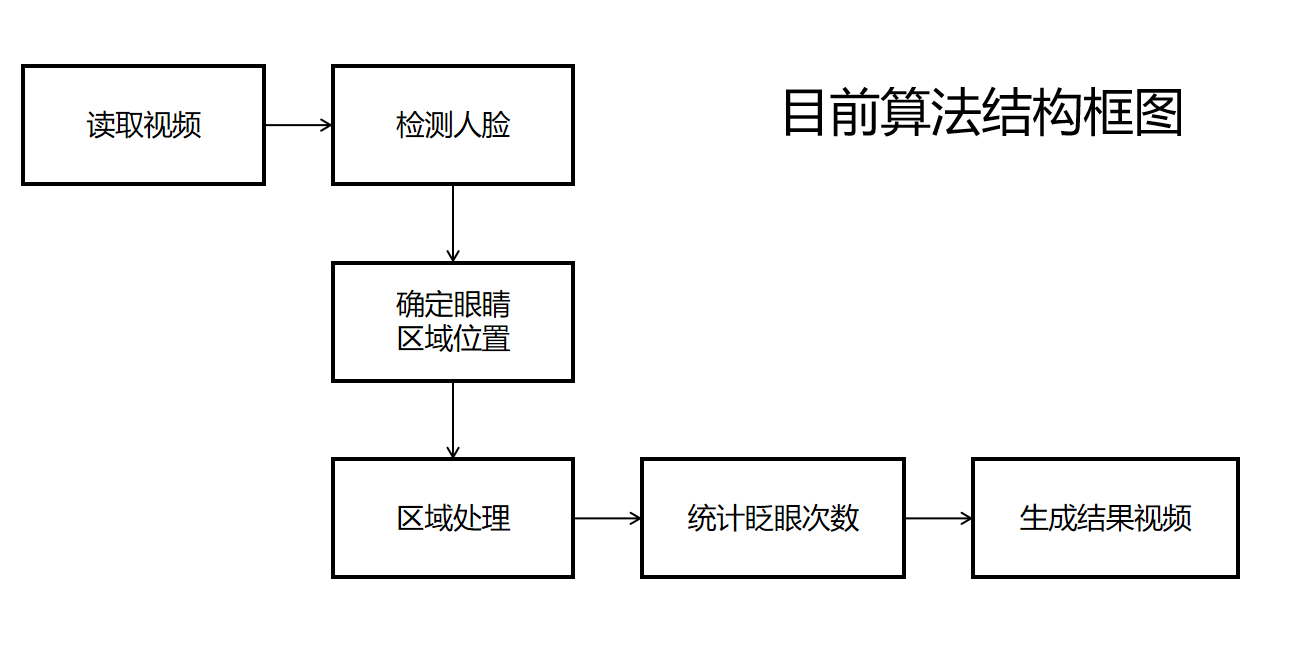 目前算法结构框图
读取视频
检测人脸
确定眼睛
区域位置
区域处理
统计眨眼次数
生成结果视频